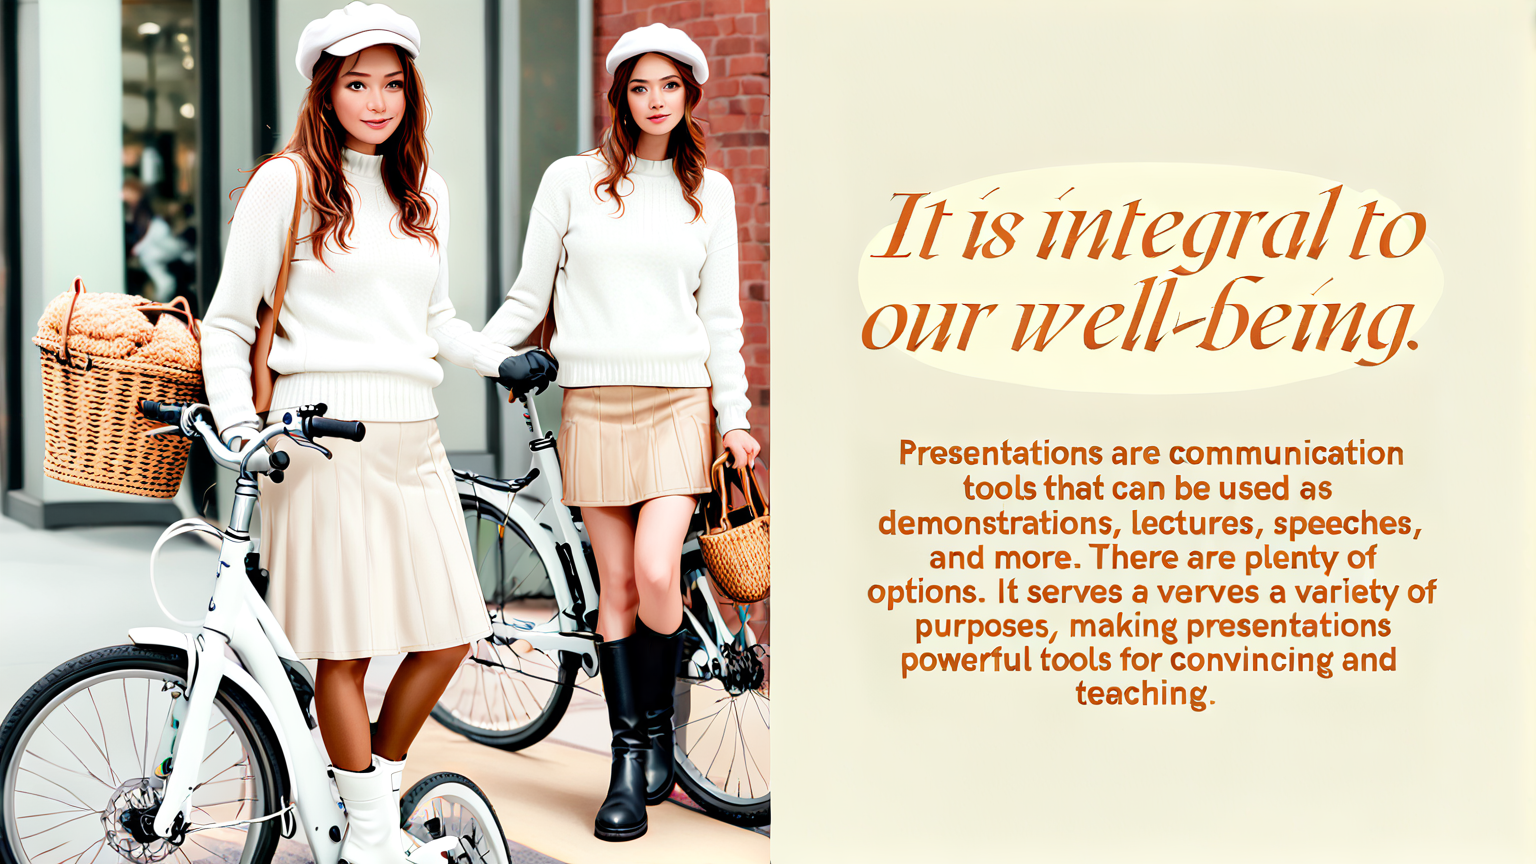 It is integral to
our well-being.
Presentations are communication
tools that can be used as
demonstrations, lectures, speeches,
and more. There are plenty of
options. It serves a verves a variety of
purposes, making presentations
powerful tools for convincing and
teaching.